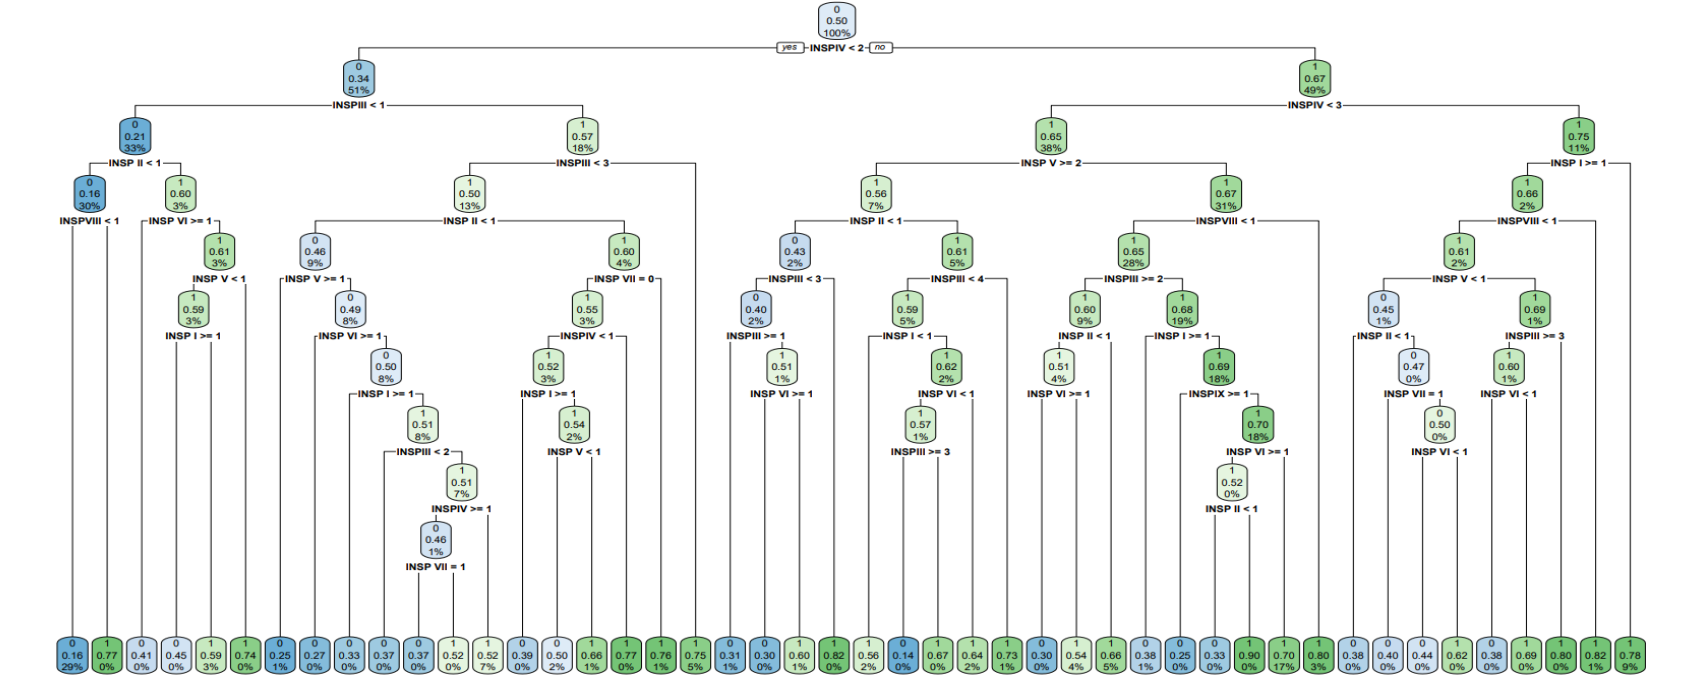 0
0.50
100%
yes INSPIV < 2 no
0
0.34
51%
1
0.67
49%
INSPIII < 1
INSPIV < 3
0
0.21
33%
1
0.57
18%
1
0.65
38%
1
0.75
11%
INSP II < 1
INSPIII < 3
INSP V >= 2
INSP I >= 1
0
0.16
30%
1
0.60
3%
1
0.50
13%
1
0.56
7%
1
0.67
31%
1
0.66
2%
INSPVIII < 1
INSP VI >= 1
INSP II < 1
INSP II < 1
INSPVIII < 1
INSPVIII < 1
1
0.61
3%
0
0.46
9%
1
0.60
4%
0
0.43
2%
1
0.61
5%
1
0.65
28%
1
0.61
2%
INSP V < 1
INSP V >= 1
INSP VII = 0
INSPIII < 3
INSPIII < 4
INSPIII >= 2
INSP V < 1
1
0.59
3%
0
0.49
8%
1
0.55
3%
0
0.40
2%
1
0.59
5%
1
0.60
9%
1
0.68
19%
0
0.45
1%
1
0.69
1%
INSP I >= 1
INSP VI >= 1
INSPIV < 1
INSPIII >= 1
INSP I < 1
INSP II < 1
INSP I >= 1
INSP II < 1
INSPIII >= 3
0
0.50
8%
1
0.52
3%
1
0.51
1%
1
0.62
2%
1
0.51
4%
1
0.69
18%
0
0.47
0%
1
0.60
1%
INSP I >= 1
INSP I >= 1
INSP VI >= 1
INSP VI < 1
INSP VI >= 1
INSPIX >= 1
INSP VII = 1
INSP VI < 1
1
0.51
8%
1
0.54
2%
1
0.57
1%
1
0.70
18%
0
0.50
0%
INSPIII < 2
INSP V < 1
INSPIII >= 3
INSP VI >= 1
INSP VI < 1
1
0.51
7%
1
0.52
0%
INSPIV >= 1
INSP II < 1
0
0.46
1%
INSP VII = 1
0 1 0 0 1 1 0 0 0 0 0 1 1 0 0 1 1 1 1 0 0 1 1 1 0 1 1 1 0 1 1 0 0 0 1 1 1 0 0 0 1 0 1 1 1 1
0.16 0.77 0.41 0.45 0.59 0.74 0.25 0.27 0.33 0.37 0.37 0.52 0.52 0.39 0.50 0.66 0.77 0.76 0.75 0.31 0.30 0.60 0.82 0.56 0.14 0.67 0.64 0.73 0.30 0.54 0.66 0.38 0.25 0.33 0.90 0.70 0.80 0.38 0.40 0.44 0.62 0.38 0.69 0.80 0.82 0.78
29% 0% 0% 0% 3% 0% 1% 0% 0% 0% 0% 0% 7% 0% 2% 1% 0% 1% 5% 1% 0% 1% 0% 2% 0% 0% 2% 1% 0% 4% 5% 1% 0% 0% 0% 17% 3% 0% 0% 0% 0% 0% 0% 0% 1% 9%